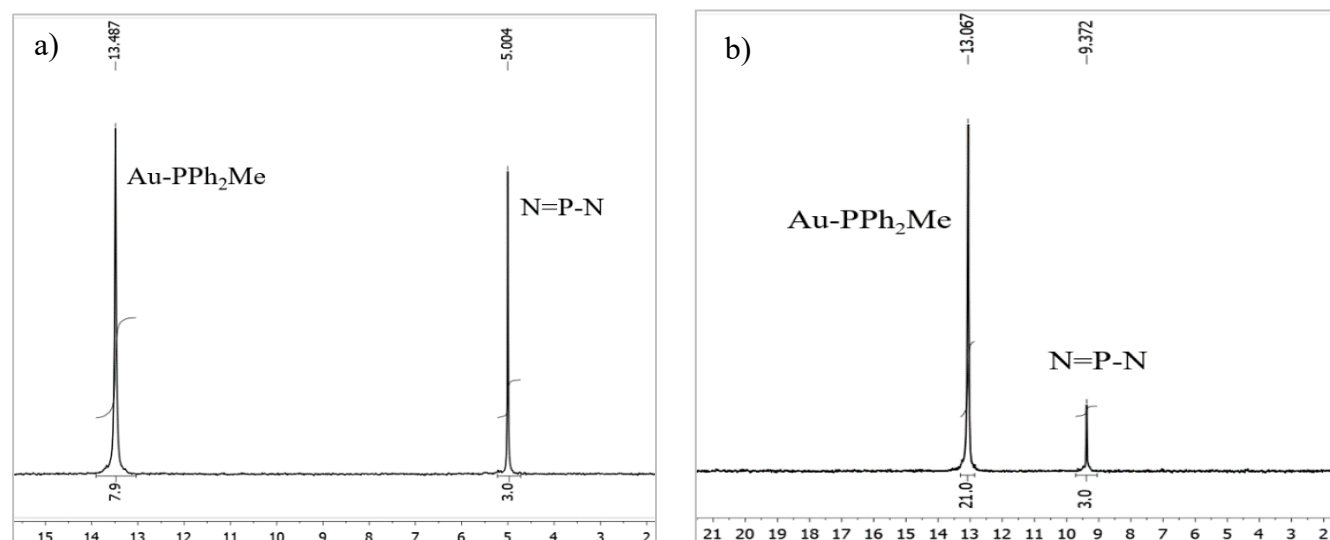 a)
13.487
5.004
Au-PPh₂Me
N=P-N
7.9
3.0
15 14 13 12 11 10 9 8 7 6 5 4 3 2
b)
13.067
9.372
Au-PPh₂Me
N=P-N
21.0
3.0
21 20 19 18 17 16 15 14 13 12 11 10 9 8 7 6 5 4 3 2